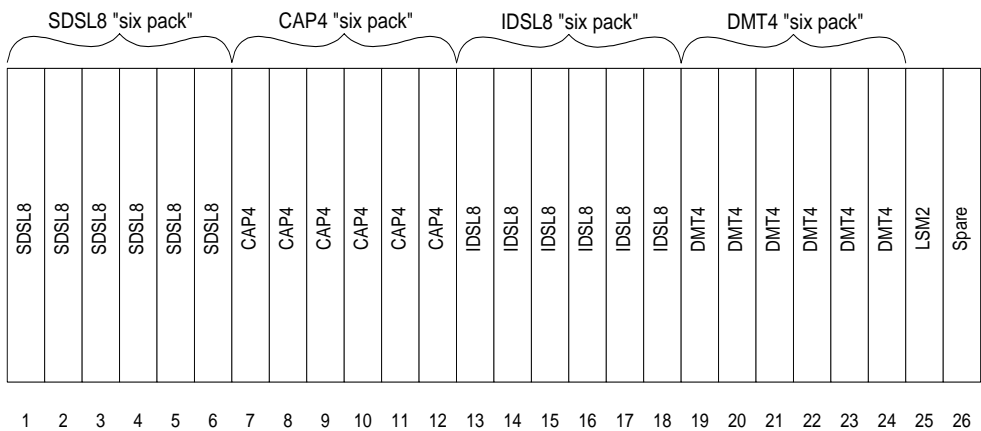 SDSL8 "six pack" CAP4 "six pack" IDSL8 "six pack" DMT4 "six pack"
SDSL8 SDSL8 SDSL8 SDSL8 SDSL8 SDSL8 CAP4 CAP4 CAP4 CAP4 CAP4 CAP4 IDSL8 IDSL8 IDSL8 IDSL8 IDSL8 IDSL8 DMT4 DMT4 DMT4 DMT4 DMT4 DMT4 LSM2 Spare
1 2 3 4 5 6 7 8 9 10 11 12 13 14 15 16 17 18 19 20 21 22 23 24 25 26